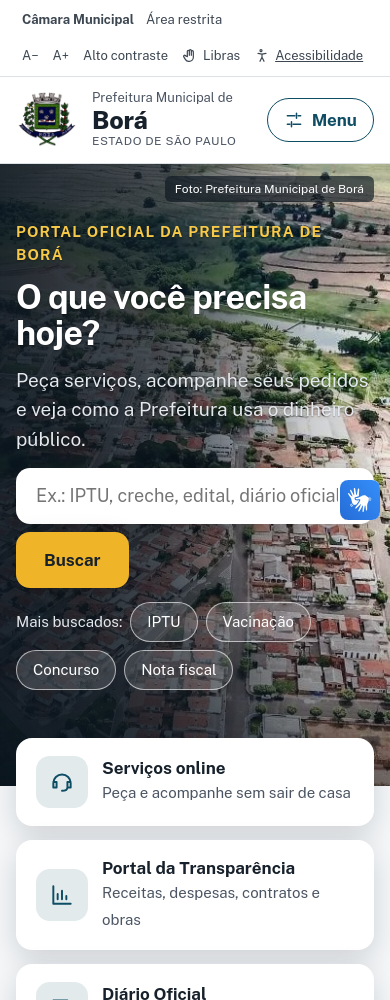 Câmara Municipal Área restrita
A− A+ Alto contraste Libras Acessibilidade
Prefeitura Municipal de
Borá
ESTADO DE SÃO PAULO
Menu
Foto: Prefeitura Municipal de Borá
PORTAL OFICIAL DA PREFEITURA DE
BORÁ
O que você precisa
hoje?
Peça serviços, acompanhe seus pedidos
e veja como a Prefeitura usa o dinheiro
público.
Ex.: IPTU, creche, edital, diário oficial
Buscar
Mais buscados: IPTU Vacinação
Concurso Nota fiscal
Serviços online
Peça e acompanhe sem sair de casa
Portal da Transparência
Receitas, despesas, contratos e
obras
Diário Oficial